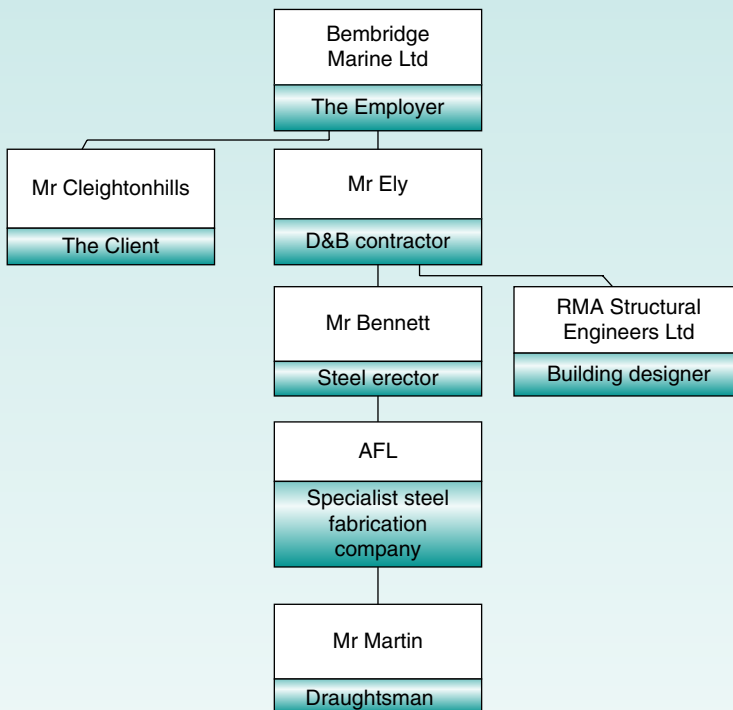 Bembridge
Marine Ltd
The Employer
Mr Cleightonhills
The Client
Mr Ely
D&B contractor
Mr Bennett
Steel erector
RMA Structural
Engineers Ltd
Building designer
AFL
Specialist steel
fabrication
company
Mr Martin
Draughtsman